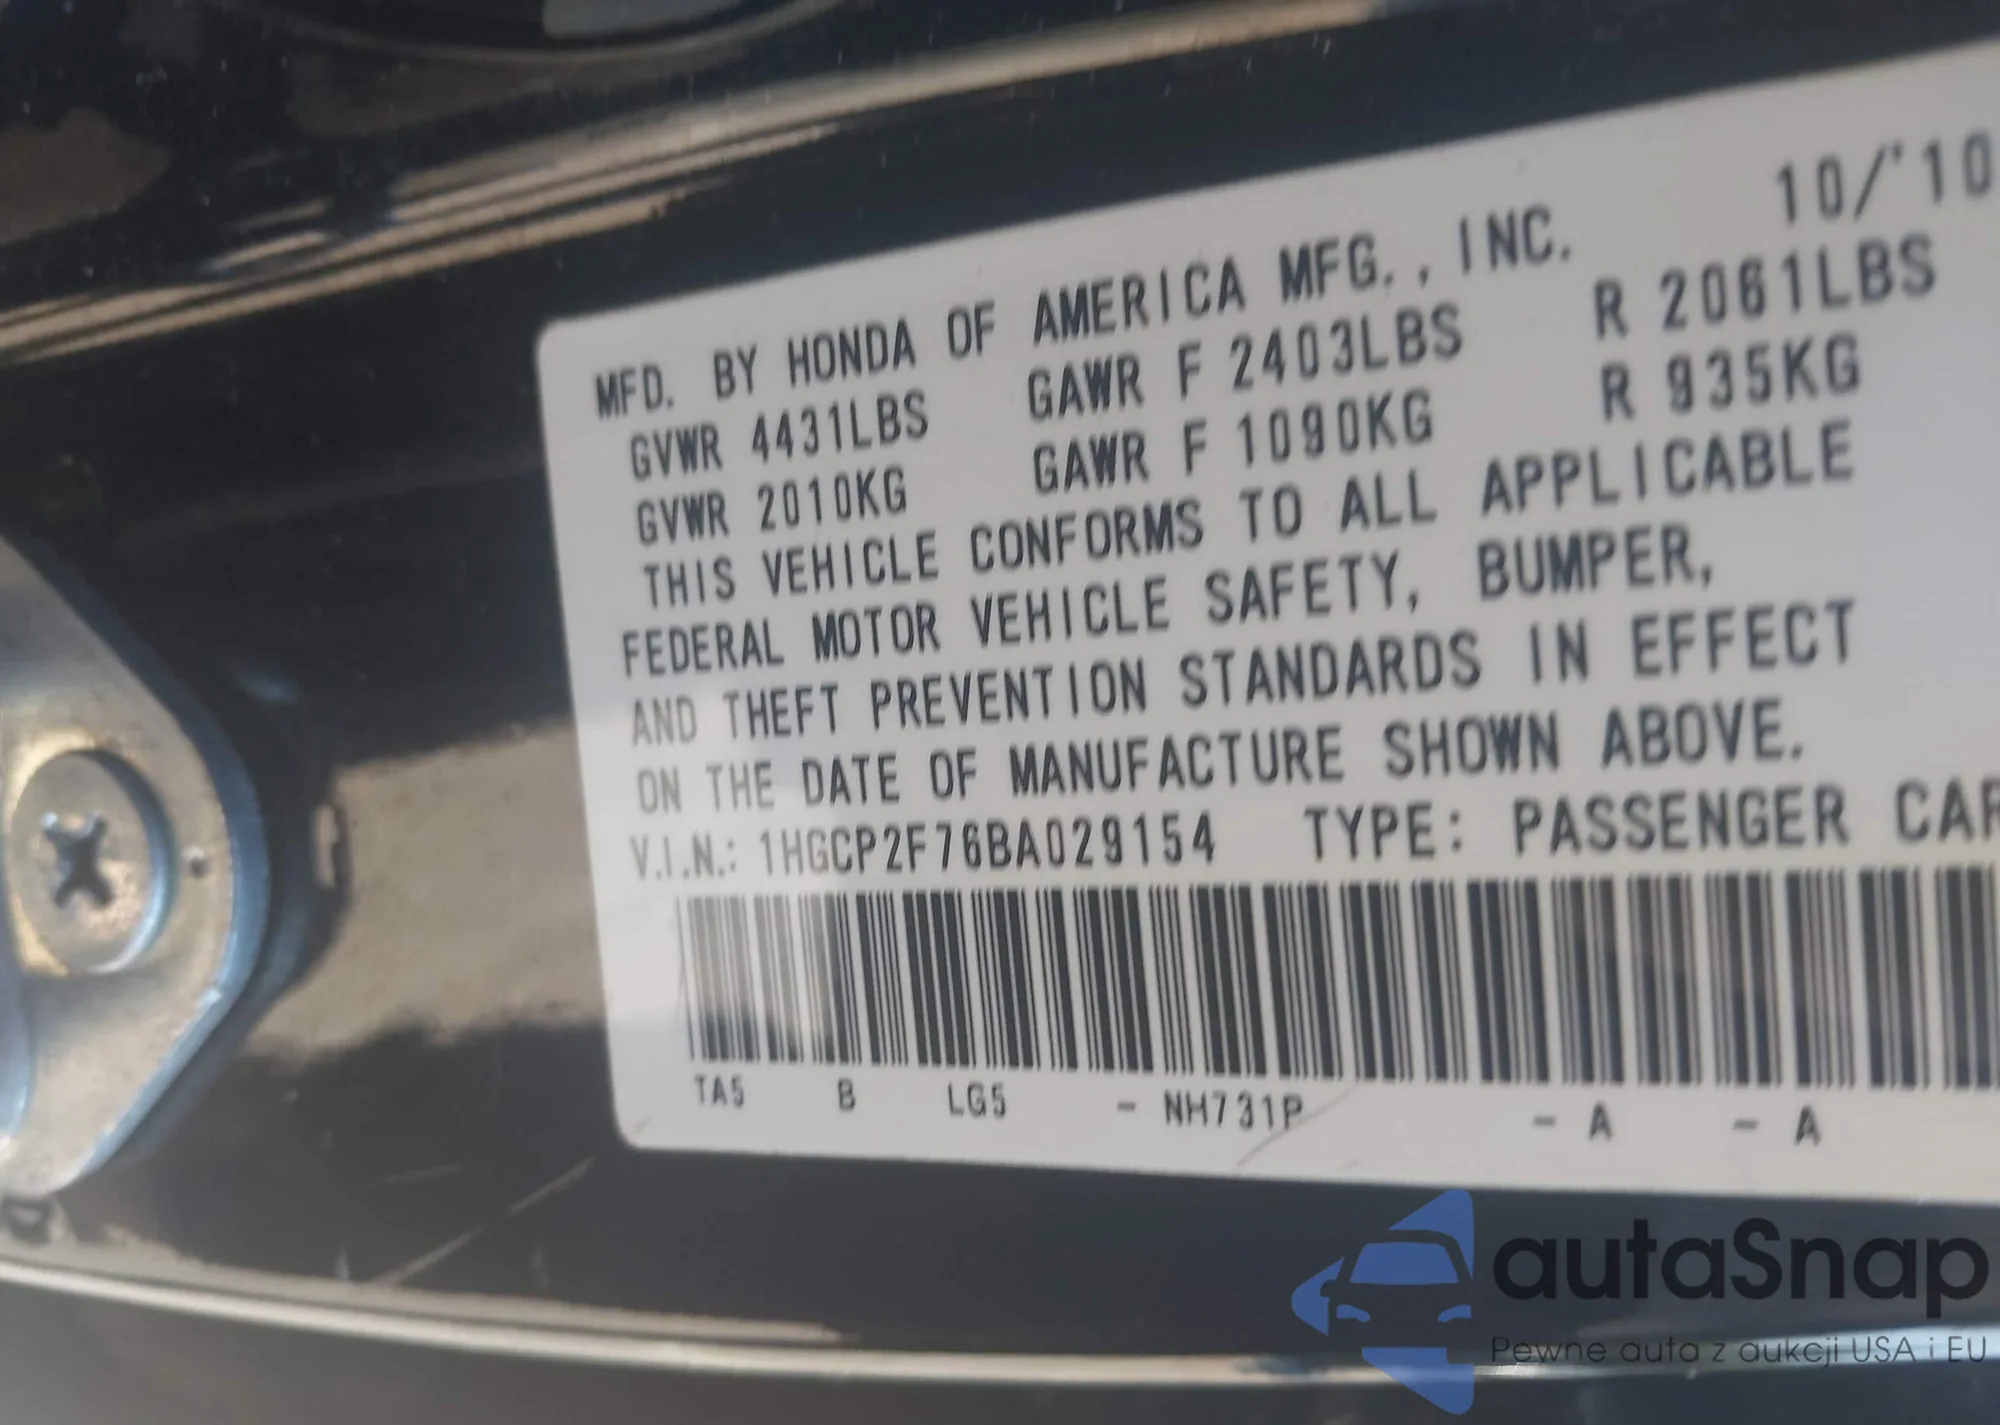 10/'10
MFD. BY HONDA OF AMERICA MFG., INC.
GVWR 4431LBS GAWR F 2403LBS R 2061LBS
GVWR 2010KG GAWR F 1090KG R 935KG
THIS VEHICLE CONFORMS TO ALL APPLICABLE
FEDERAL MOTOR VEHICLE SAFETY, BUMPER,
AND THEFT PREVENTION STANDARDS IN EFFECT
ON THE DATE OF MANUFACTURE SHOWN ABOVE.
V.I.N.: 1HGCP2F76BA029154 TYPE: PASSENGER CAR
TA5 B LG5 - NH731P - A - A
autaSnap
Pewne auta z aukcji USA i EU